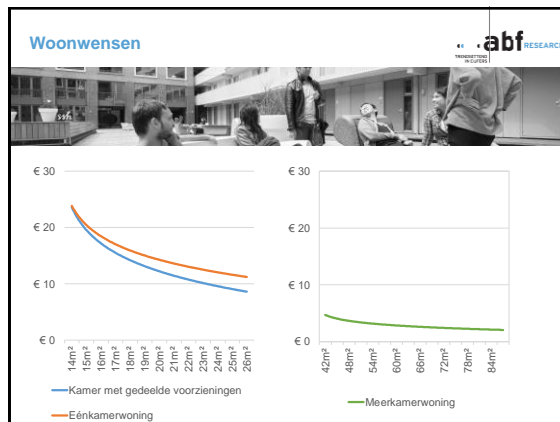 Woonwensen
abf RESEARCH
TRENDSETTEND
IN CIJFERS
€ 30
€ 20
€ 10
€ 0
14m²
15m²
16m²
17m²
18m²
19m²
20m²
21m²
22m²
23m²
24m²
25m²
26m²
Kamer met gedeelde voorzieningen
Eénkamerwoning
€ 30
€ 20
€ 10
€ 0
42m²
48m²
54m²
60m²
66m²
72m²
78m²
84m²
Meerkamerwoning